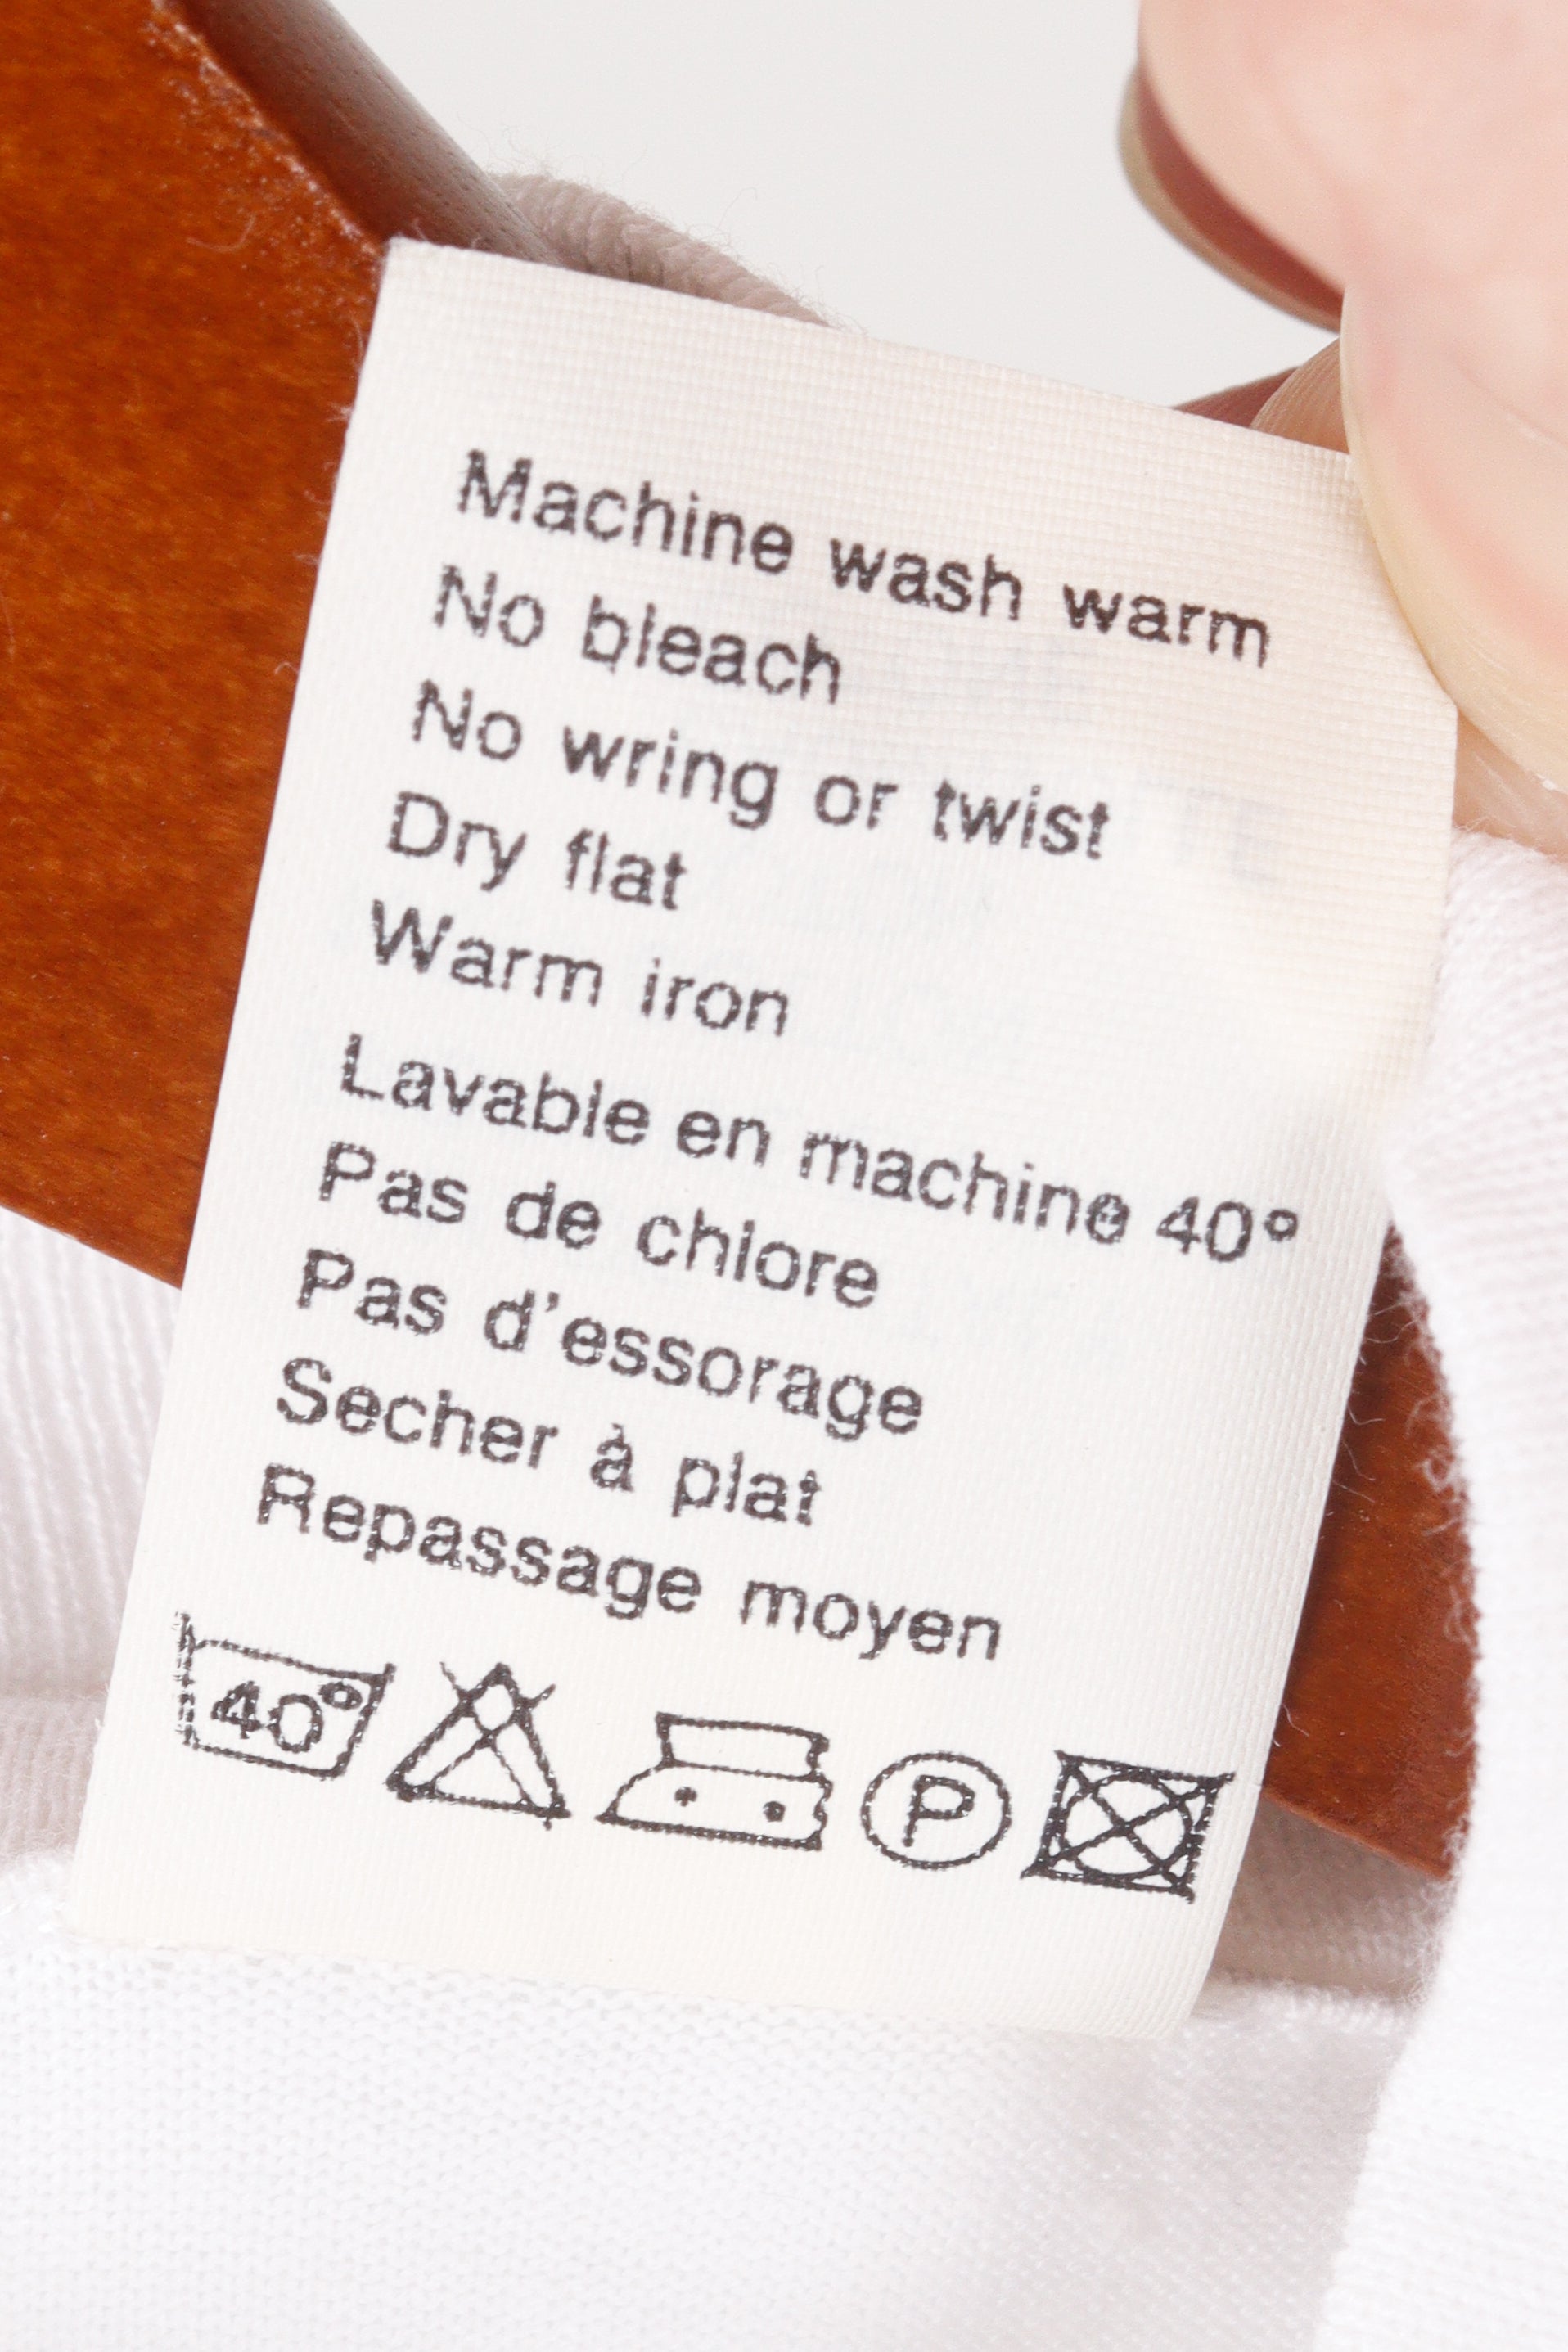 Machine wash warm
No bleach
No wring or twist
Dry flat
Warm iron
Lavable en machine 40°
Pas de chlore
Pas d'essorage
Secher à plat
Repassage moyen
40° P